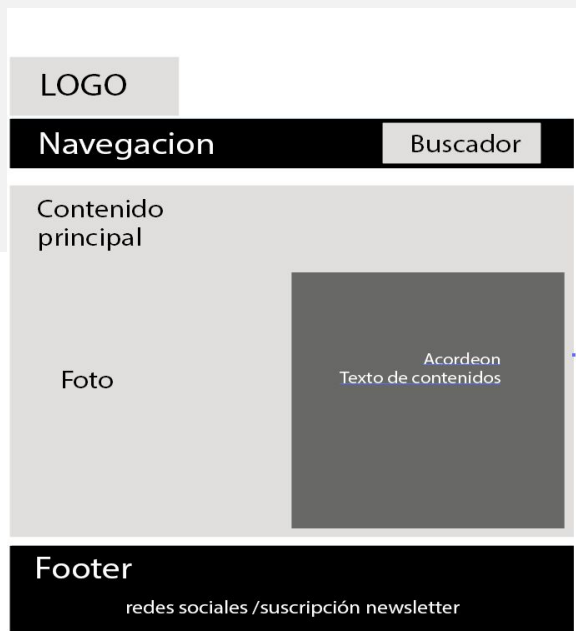 LOGO
Navegacion
Buscador
Contenido
principal
Foto
Acordeon
Texto de contenidos
Footer
redes sociales /suscripción newsletter